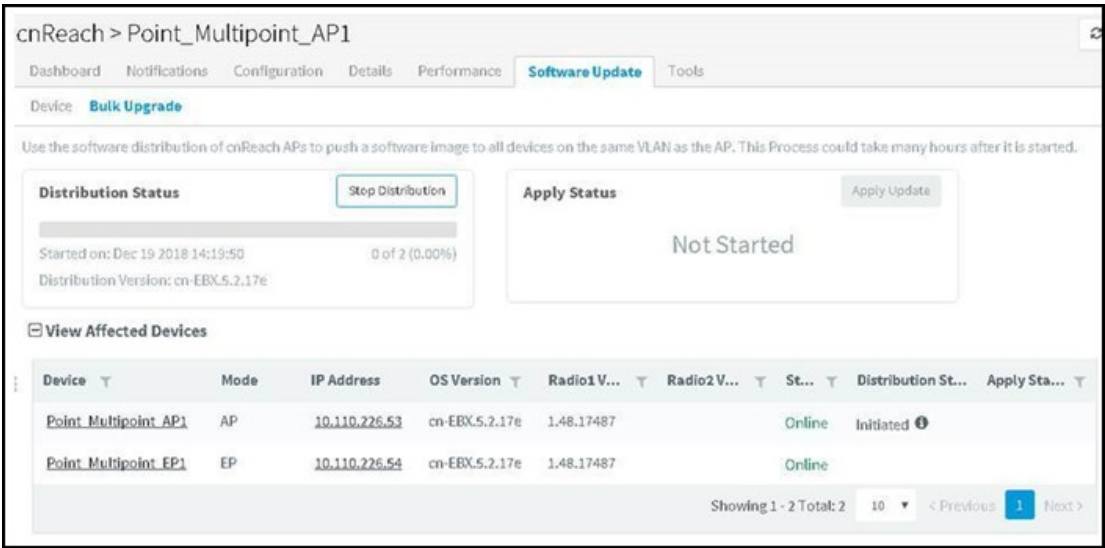 cnReach > Point_Multipoint_AP1
Dashboard Notifications Configuration Details Performance Software Update Tools
Device Bulk Upgrade
Use the software distribution of cnReach APs to push a software image to all devices on the same VLAN as the AP. This Process could take many hours after it is started.
Distribution Status Stop Distribution
Apply Status Apply Update
Not Started
Started on: Dec 19 2018 14:19:50 0 of 2 (0.00%)
Distribution Version: cn-EBX.5.2.17e
View Affected Devices
Device Mode IP Address OS Version Radio1 V... Radio2 V... St... Distribution St... Apply Sta...
Point_Multipoint_AP1 AP 10.110.226.53 cn-EBX.5.2.17e 1.48.17487 Online Initiated
Point_Multipoint_EP1 EP 10.110.226.54 cn-EBX.5.2.17e 1.48.17487 Online
Showing 1 - 2 Total: 2 10 < Previous 1 Next >